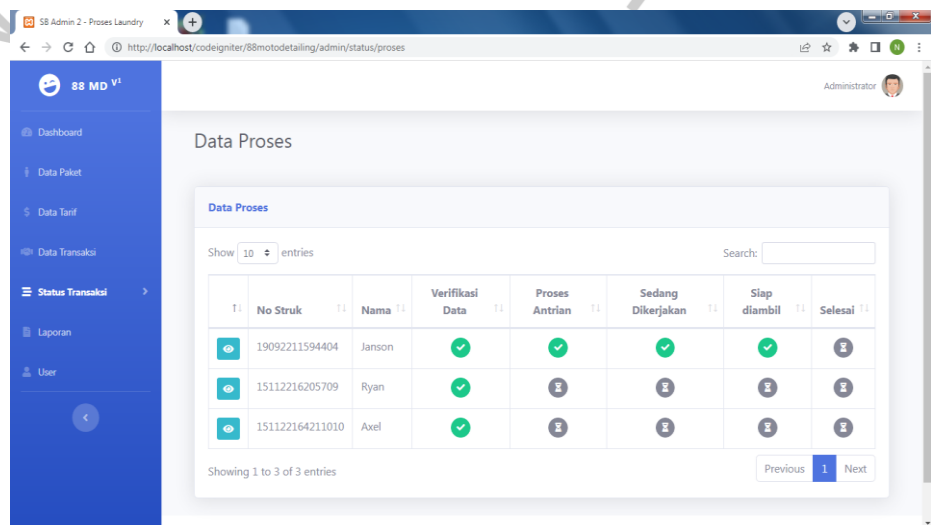 SB Admin 2 - Proses Laundry
http://localhost/codeigniter/88motodetailing/admin/status/proses
N
88 MD V1
Administrator
Dashboard
Data Paket
Data Tarif
Data Transaksi
Status Transaksi
Laporan
User
Data Proses
Data Proses
Show 10 entries
Search:
No Struk Nama Verifikasi Data Proses Antrian Sedang Dikerjakan Siap diambil Selesai
19092211594404 Janson
15112216205709 Ryan
151122164211010 Axel
Showing 1 to 3 of 3 entries
Previous 1 Next